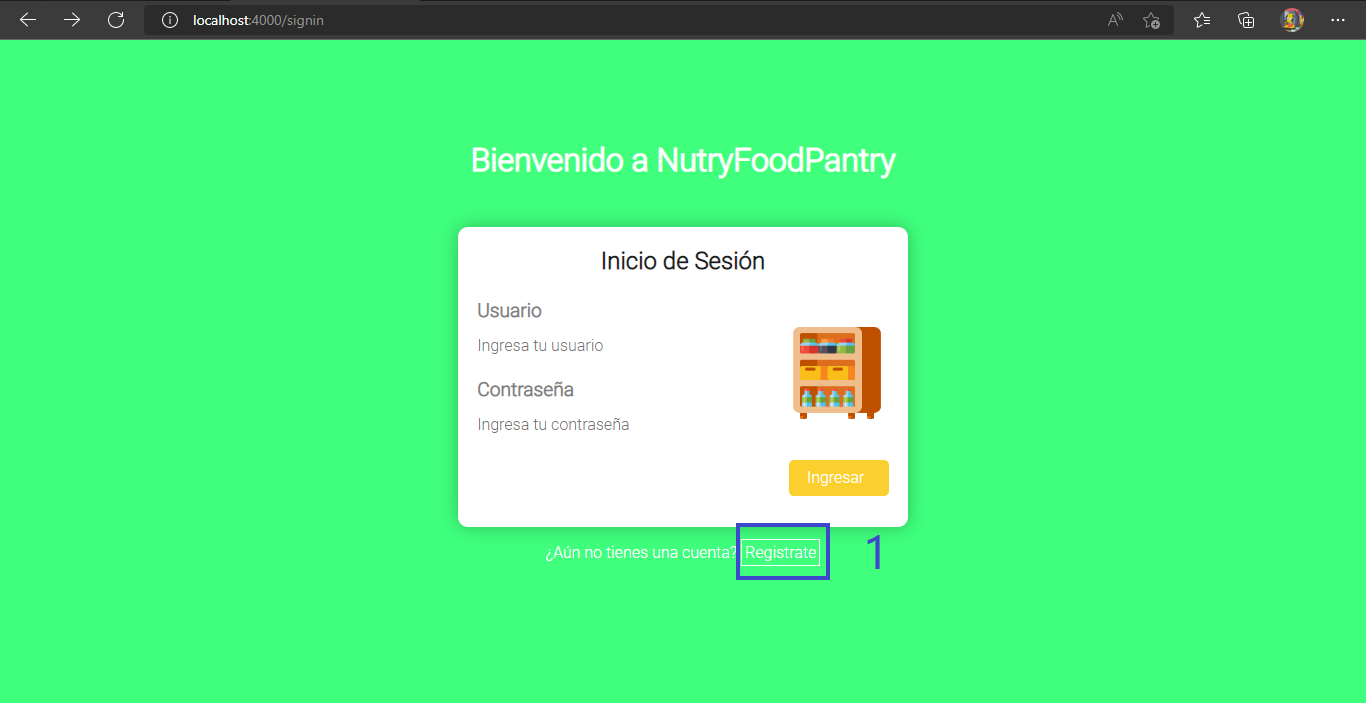 localhost:4000/signin
Bienvenido a NutryFoodPantry
Inicio de Sesión
Usuario
Ingresa tu usuario
Contraseña
Ingresa tu contraseña
Ingresar
¿Aún no tienes una cuenta? Registrate 1